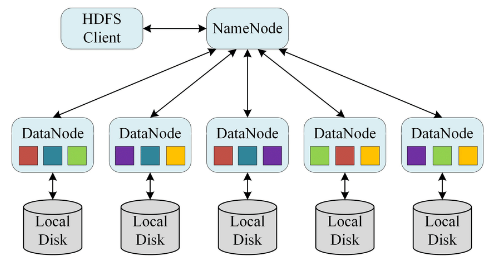 HDFS
Client
NameNode
DataNode
DataNode
DataNode
DataNode
DataNode
Local
Disk
Local
Disk
Local
Disk
Local
Disk
Local
Disk